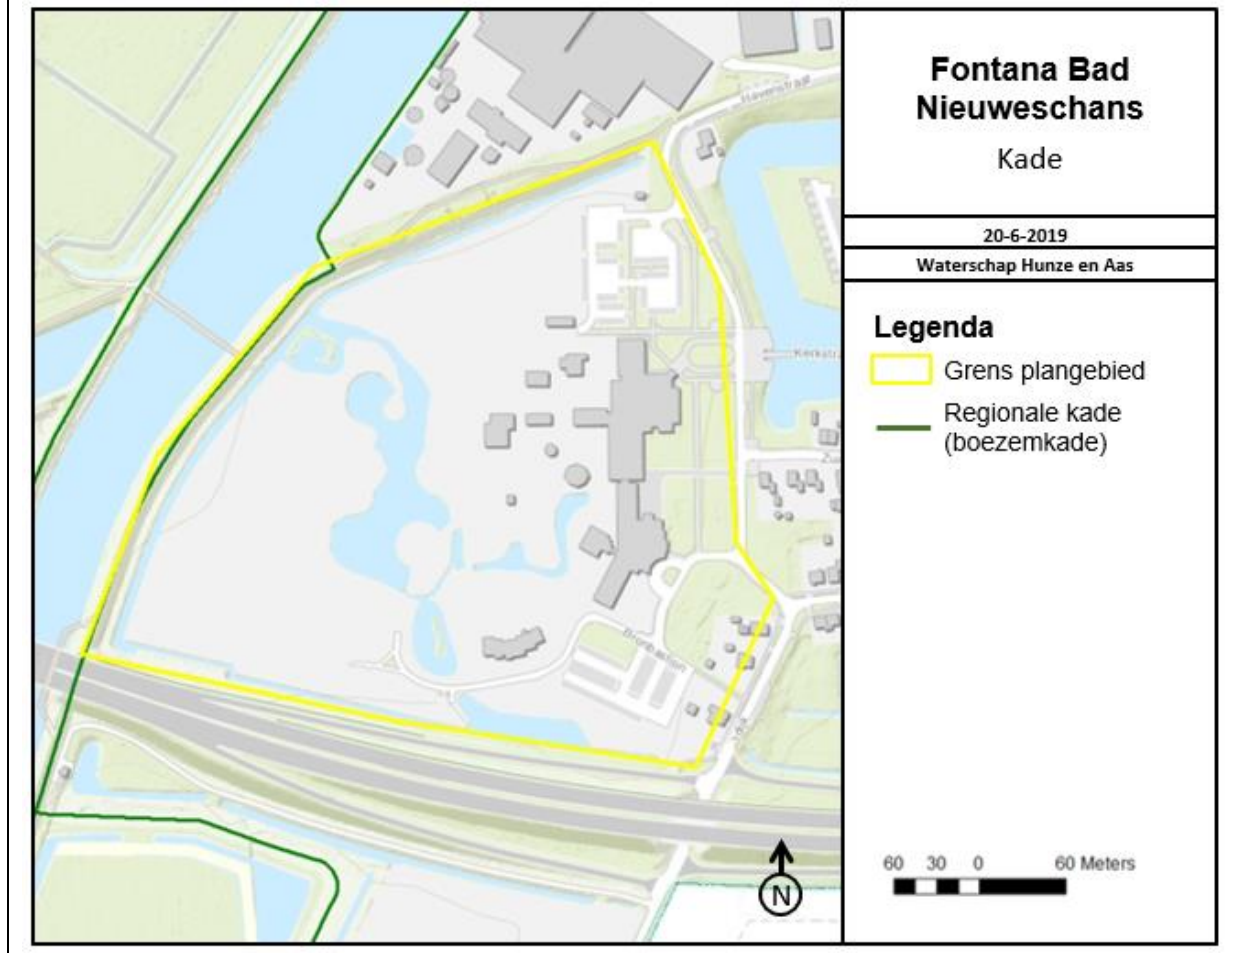 Fontana Bad
Nieuweschans
Kade
20-6-2019
Waterschap Hunze en Aas
Legenda
Grens plangebied
Regionale kade
(boezemkade)
60 30 0 60 Meters
Havenstraat
N